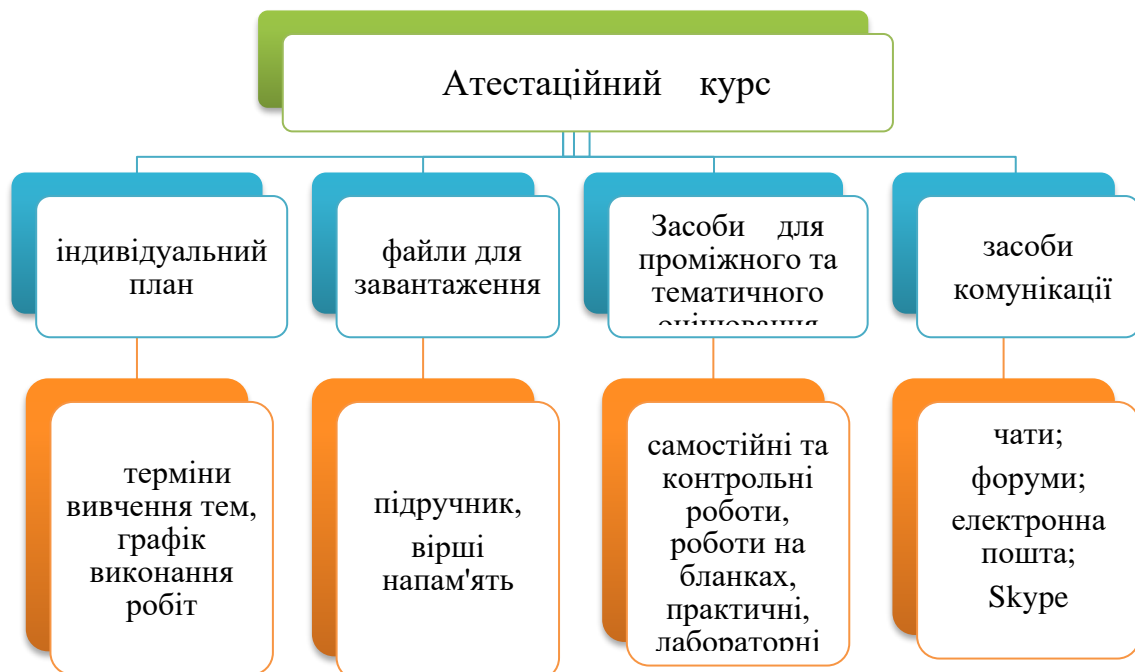 Атестаційний курс
індивідуальний
план
файли для
завантаження
Засоби для
проміжного та
тематичного
засоби
комунікації
терміни
вивчення тем,
графік
виконання
робіт
підручник,
вірші
напам'ять
самостійні та
контрольні
роботи,
роботи на
бланках,
практичні,
лабораторні
чати;
форуми;
електронна
пошта;
Skype